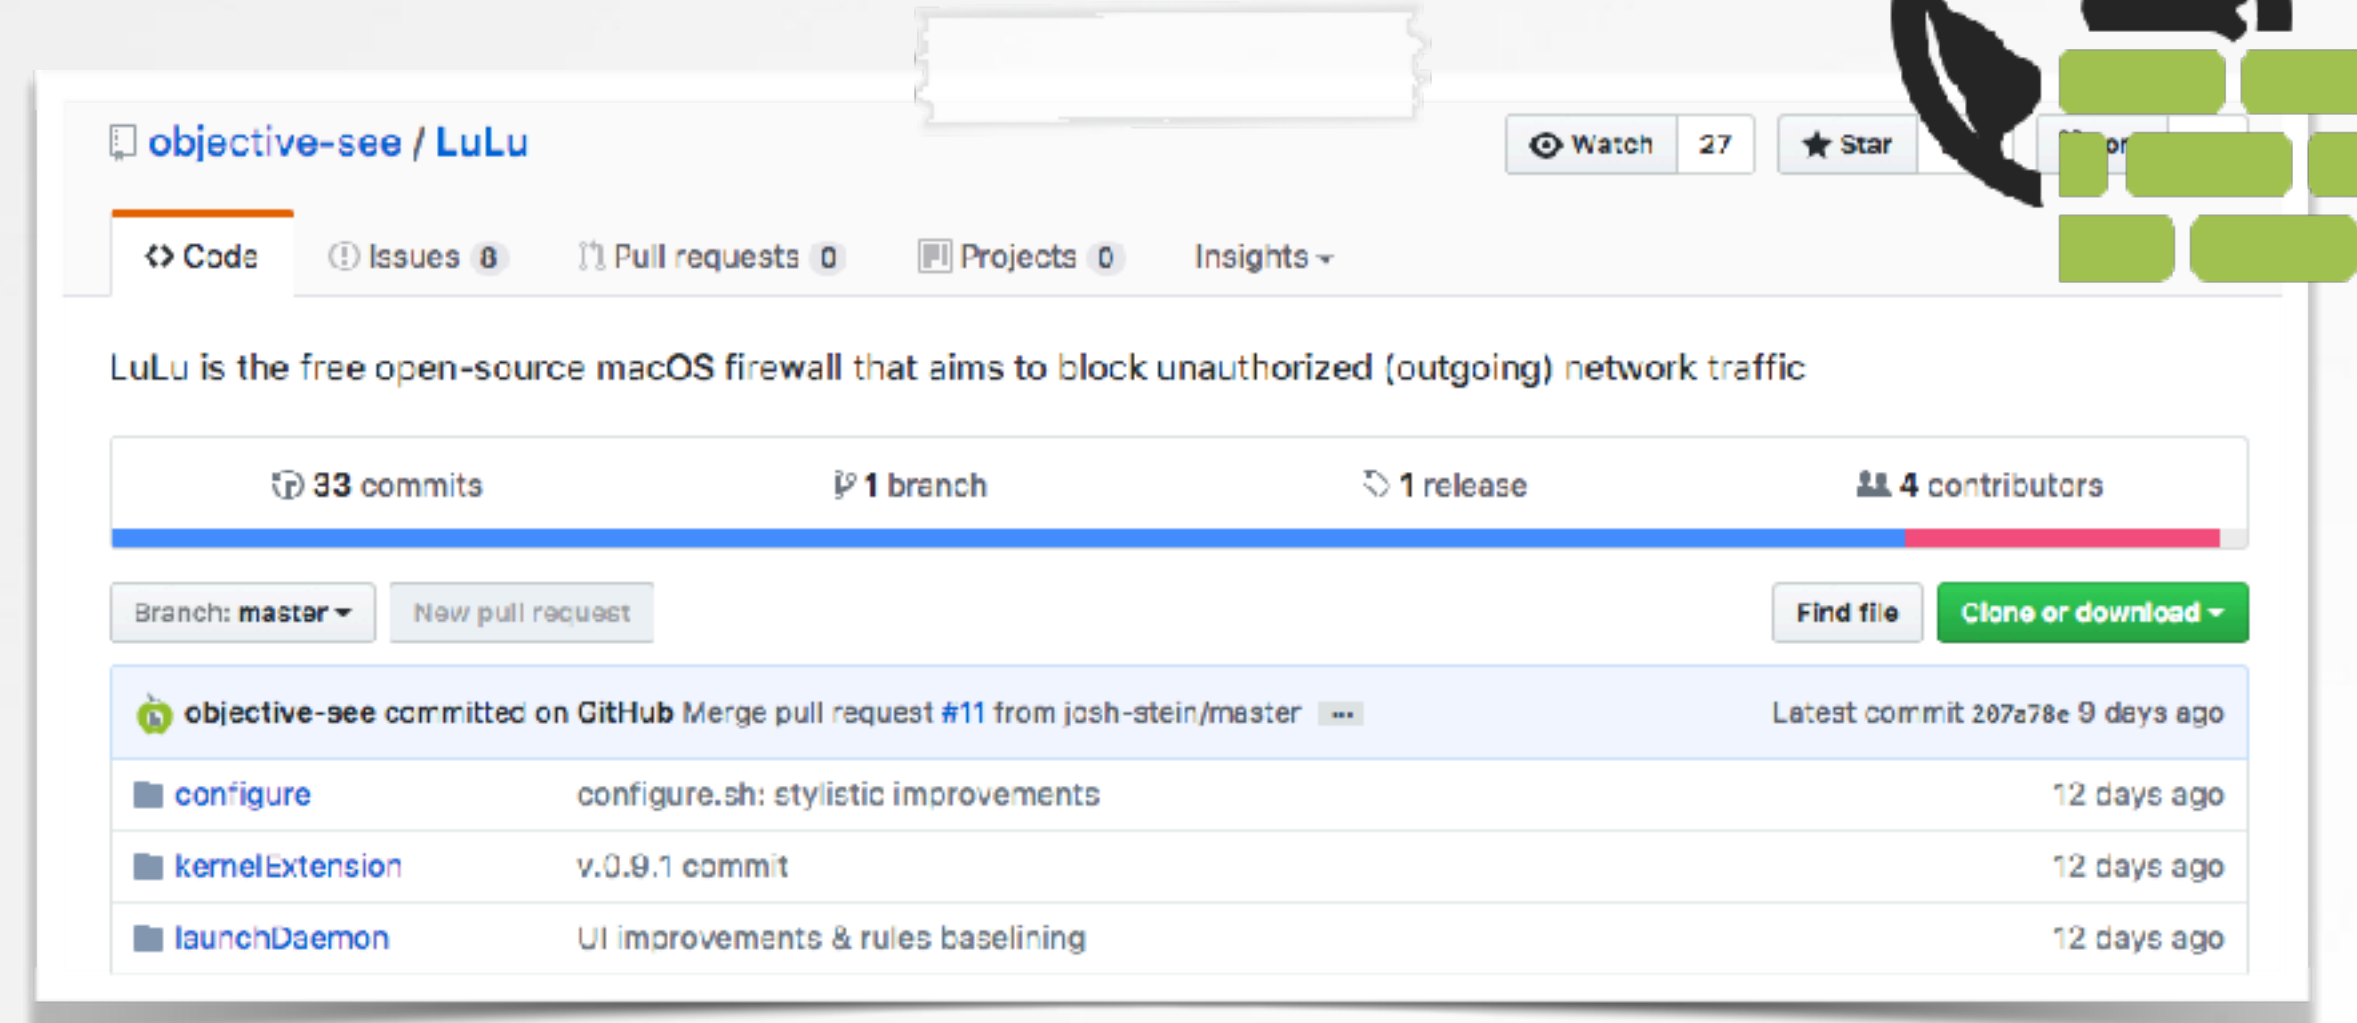 objective-see / LuLu
Watch 27 Star
Code Issues 8 Pull requests 0 Projects 0 Insights
LuLu is the free open-source macOS firewall that aims to block unauthorized (outgoing) network traffic
33 commits 1 branch 1 release 4 contributors
Branch: master New pull request Find file Clone or download
objective-see committed on GitHub Merge pull request #11 from josh-stein/master ... Latest commit 207a78e 9 days ago
configure configure.sh: stylistic improvements 12 days ago
kernelExtension v.0.9.1 commit 12 days ago
launchDaemon UI improvements & rules baselining 12 days ago